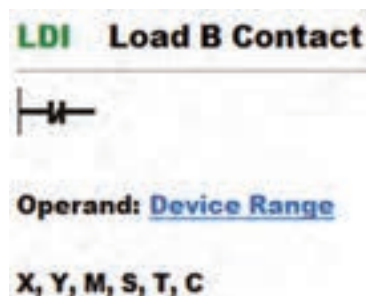 LDI Load B Contact
Operand: Device Range
X, Y, M, S, T, C